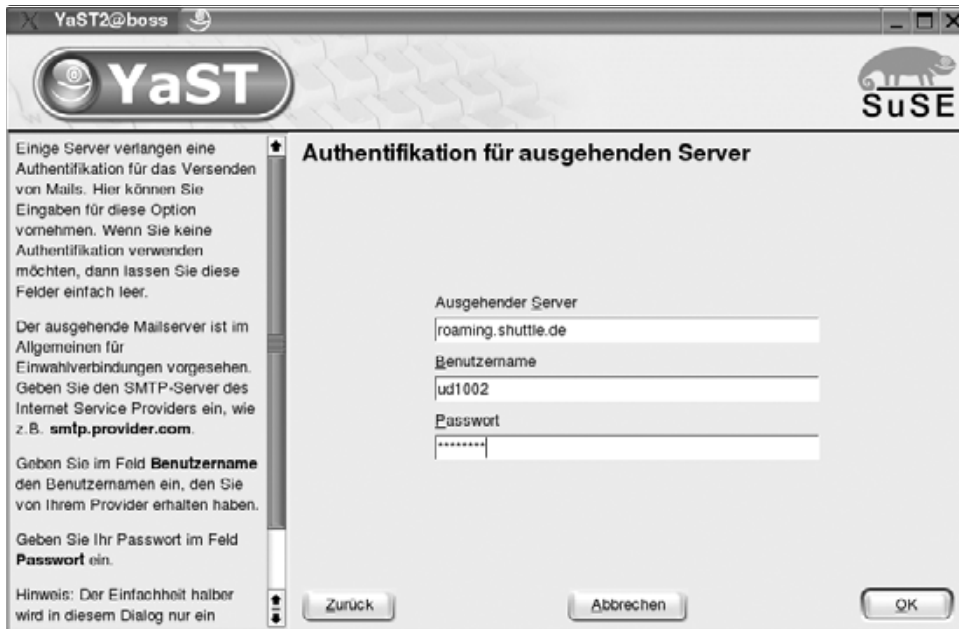 YaST2@boss
YaST
SuSE
Einige Server verlangen eine
Authentifikation für das Versenden
von Mails. Hier können Sie
Eingaben für diese Option
vornehmen. Wenn Sie keine
Authentifikation verwenden
möchten, dann lassen Sie diese
Felder einfach leer.
Der ausgehende Mailserver ist im
Allgemeinen für
Einwahlverbindungen vorgesehen.
Geben Sie den SMTP-Server des
Internet Service Providers ein, wie
z.B. smtp.provider.com.
Geben Sie im Feld Benutzername
den Benutzernamen ein, den Sie
von Ihrem Provider erhalten haben.
Geben Sie Ihr Passwort im Feld
Passwort ein.
Hinweis: Der Einfachheit halber
wird in diesem Dialog nur ein
Authentifikation für ausgehenden Server
Ausgehender Server
roaming.shuttle.de
Benutzername
ud1002
Passwort
********
Zurück
Abbrechen
OK